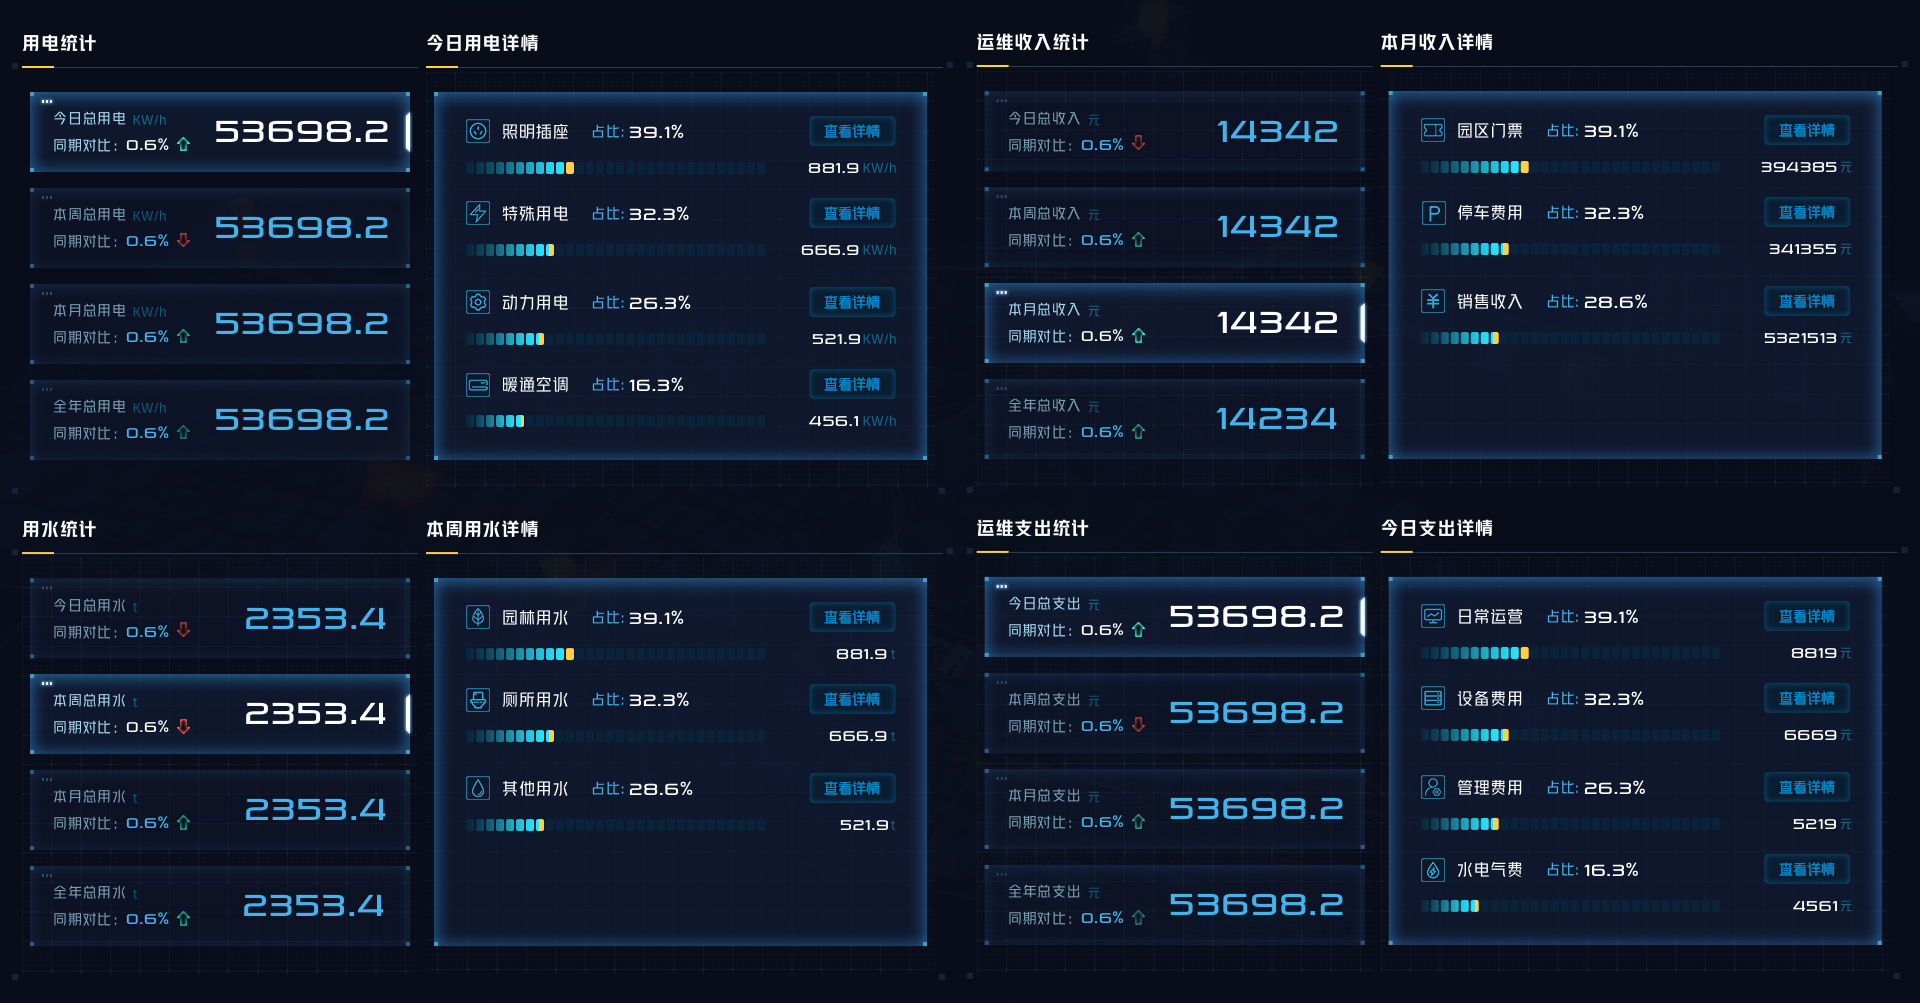 用电统计
今日总用电 KW/h
同期对比: 0.6%
53698.2
本周总用电 KW/h
同期对比: 0.6%
53698.2
本月总用电 KW/h
同期对比: 0.6%
53698.2
全年总用电 KW/h
同期对比: 0.6%
53698.2
今日用电详情
照明插座 占比: 39.1% 查看详情
881.9 KW/h
特殊用电 占比: 32.3% 查看详情
666.9 KW/h
动力用电 占比: 26.3% 查看详情
521.9 KW/h
暖通空调 占比: 16.3% 查看详情
456.1 KW/h
运维收入统计
今日总收入 元
同期对比: 0.6%
14342
本周总收入 元
同期对比: 0.6%
14342
本月总收入 元
同期对比: 0.6%
14342
全年总收入 元
同期对比: 0.6%
14234
本月收入详情
园区门票 占比: 39.1% 查看详情
394385 元
停车费用 占比: 32.3% 查看详情
341355 元
销售收入 占比: 28.6% 查看详情
5321513 元
用水统计
今日总用水 t
同期对比: 0.6%
2353.4
本周总用水 t
同期对比: 0.6%
2353.4
本月总用水 t
同期对比: 0.6%
2353.4
全年总用水 t
同期对比: 0.6%
2353.4
本周用水详情
园林用水 占比: 39.1% 查看详情
881.9 t
厕所用水 占比: 32.3% 查看详情
666.9 t
其他用水 占比: 28.6% 查看详情
521.9 t
运维支出统计
今日总支出 元
同期对比: 0.6%
53698.2
本周总支出 元
同期对比: 0.6%
53698.2
本月总支出 元
同期对比: 0.6%
53698.2
全年总支出 元
同期对比: 0.6%
53698.2
今日支出详情
日常运营 占比: 39.1% 查看详情
8819 元
设备费用 占比: 32.3% 查看详情
6669 元
管理费用 占比: 26.3% 查看详情
5219 元
水电气费 占比: 16.3% 查看详情
4561 元